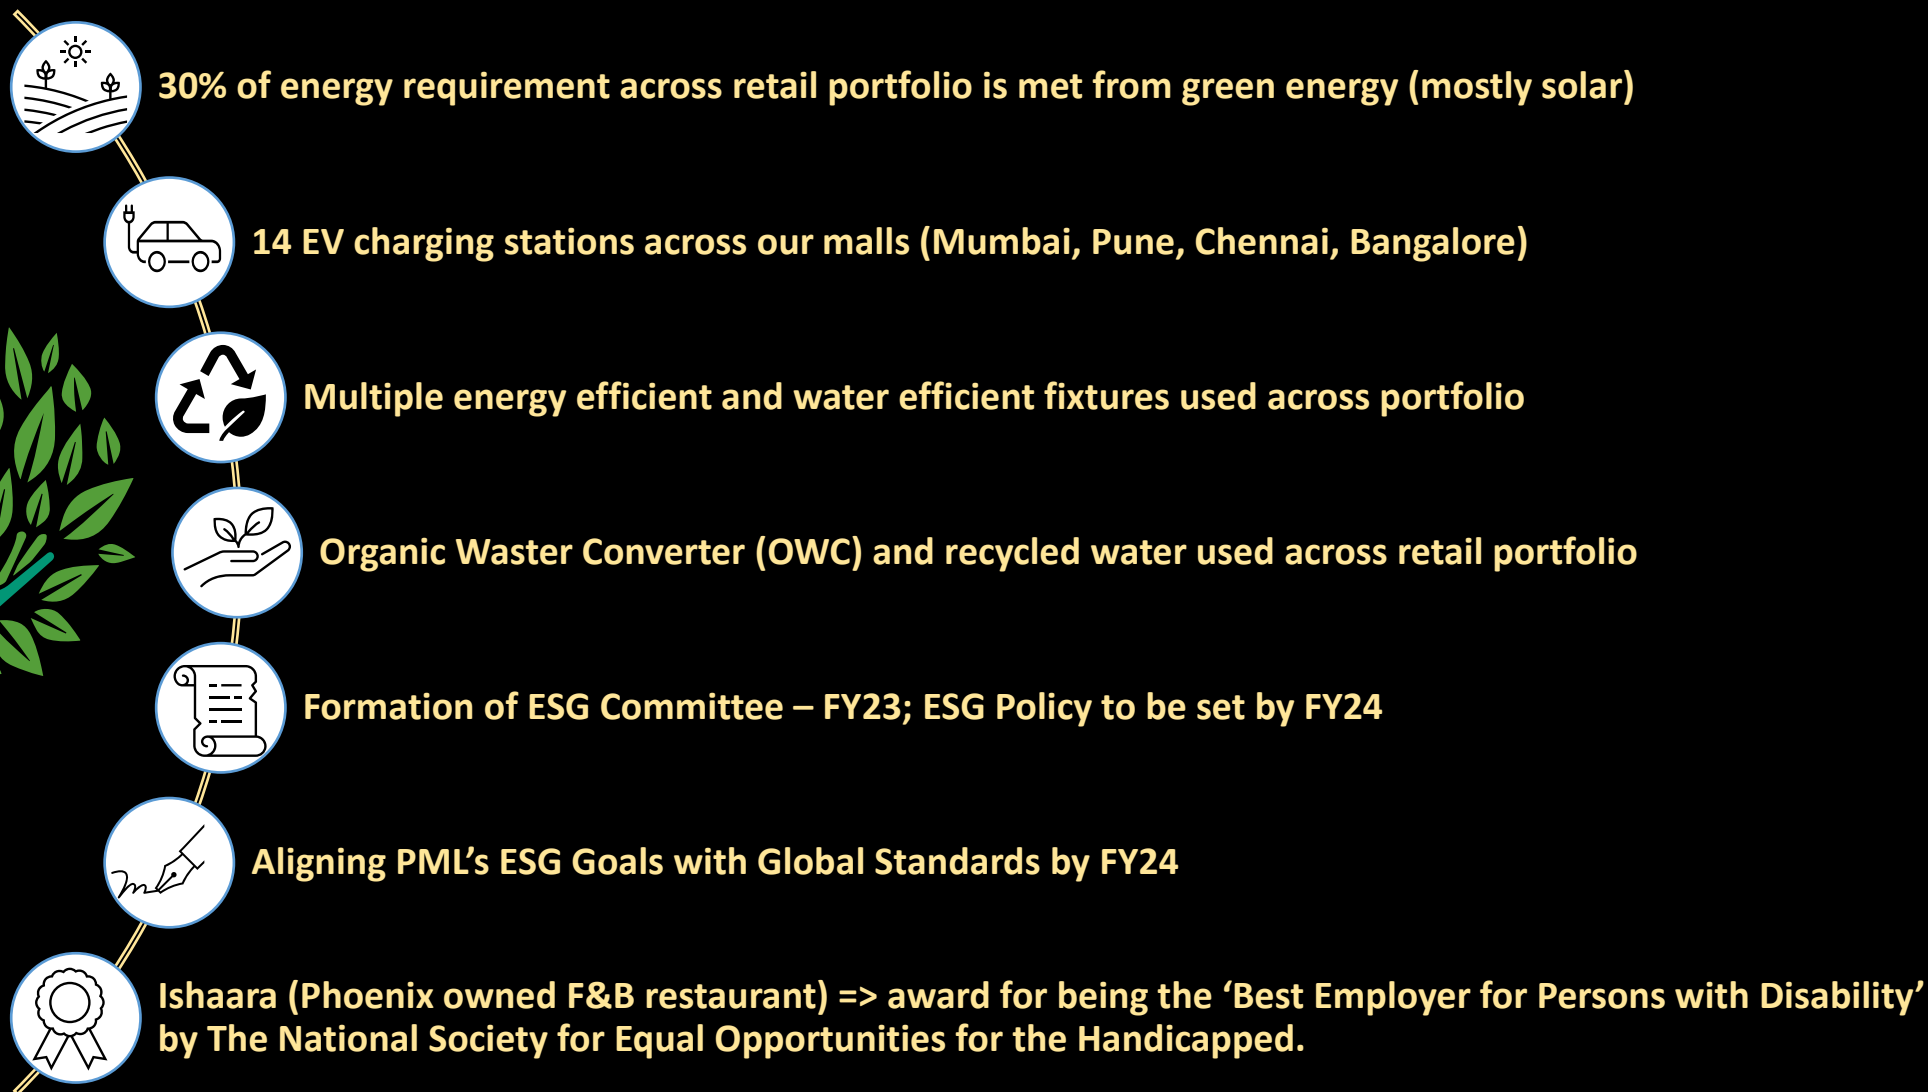 30% of energy requirement across retail portfolio is met from green energy (mostly solar)
14 EV charging stations across our malls (Mumbai, Pune, Chennai, Bangalore)
Multiple energy efficient and water efficient fixtures used across portfolio
Organic Waster Converter (OWC) and recycled water used across retail portfolio
Formation of ESG Committee – FY23; ESG Policy to be set by FY24
Aligning PML’s ESG Goals with Global Standards by FY24
Ishaara (Phoenix owned F&B restaurant) => award for being the ‘Best Employer for Persons with Disability’
by The National Society for Equal Opportunities for the Handicapped.